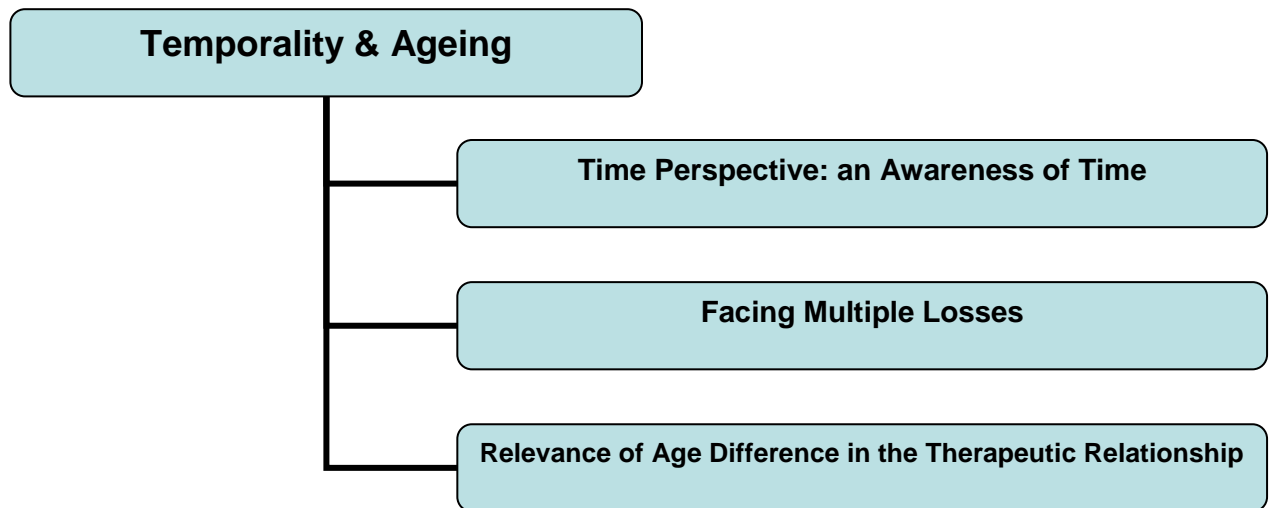 Temporality & Ageing
Time Perspective: an Awareness of Time
Facing Multiple Losses
Relevance of Age Difference in the Therapeutic Relationship